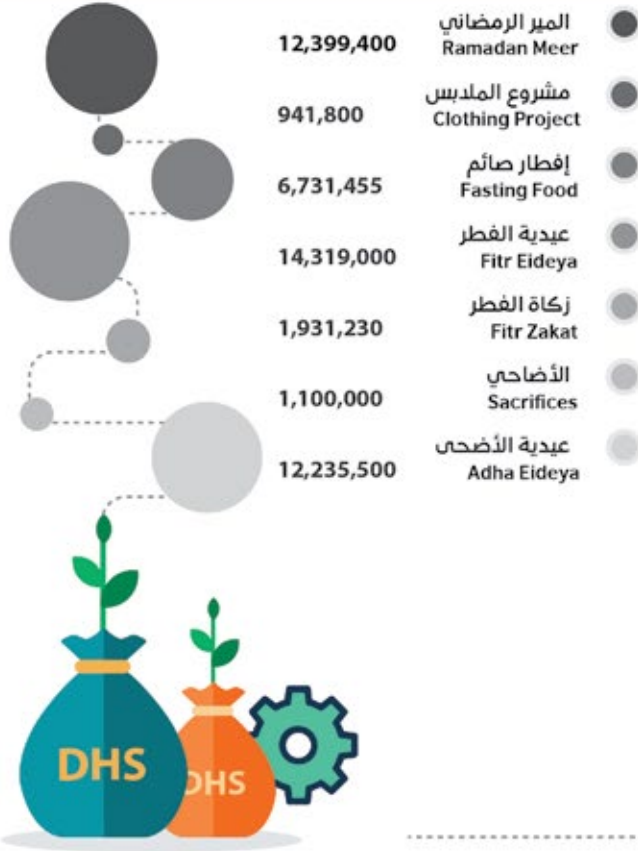 المير الرمضاني
12,399,400
Ramadan Meer
مشروع الملابس
941,800
Clothing Project
إفطار صائم
6,731,455
Fasting Food
عيدية الفطر
14,319,000
Fitr Eideya
زكاة الفطر
1,931,230
Fitr Zakat
الأضاحي
1,100,000
Sacrifices
عيدية الأضحى
12,235,500
Adha Eideya
DHS
DHS